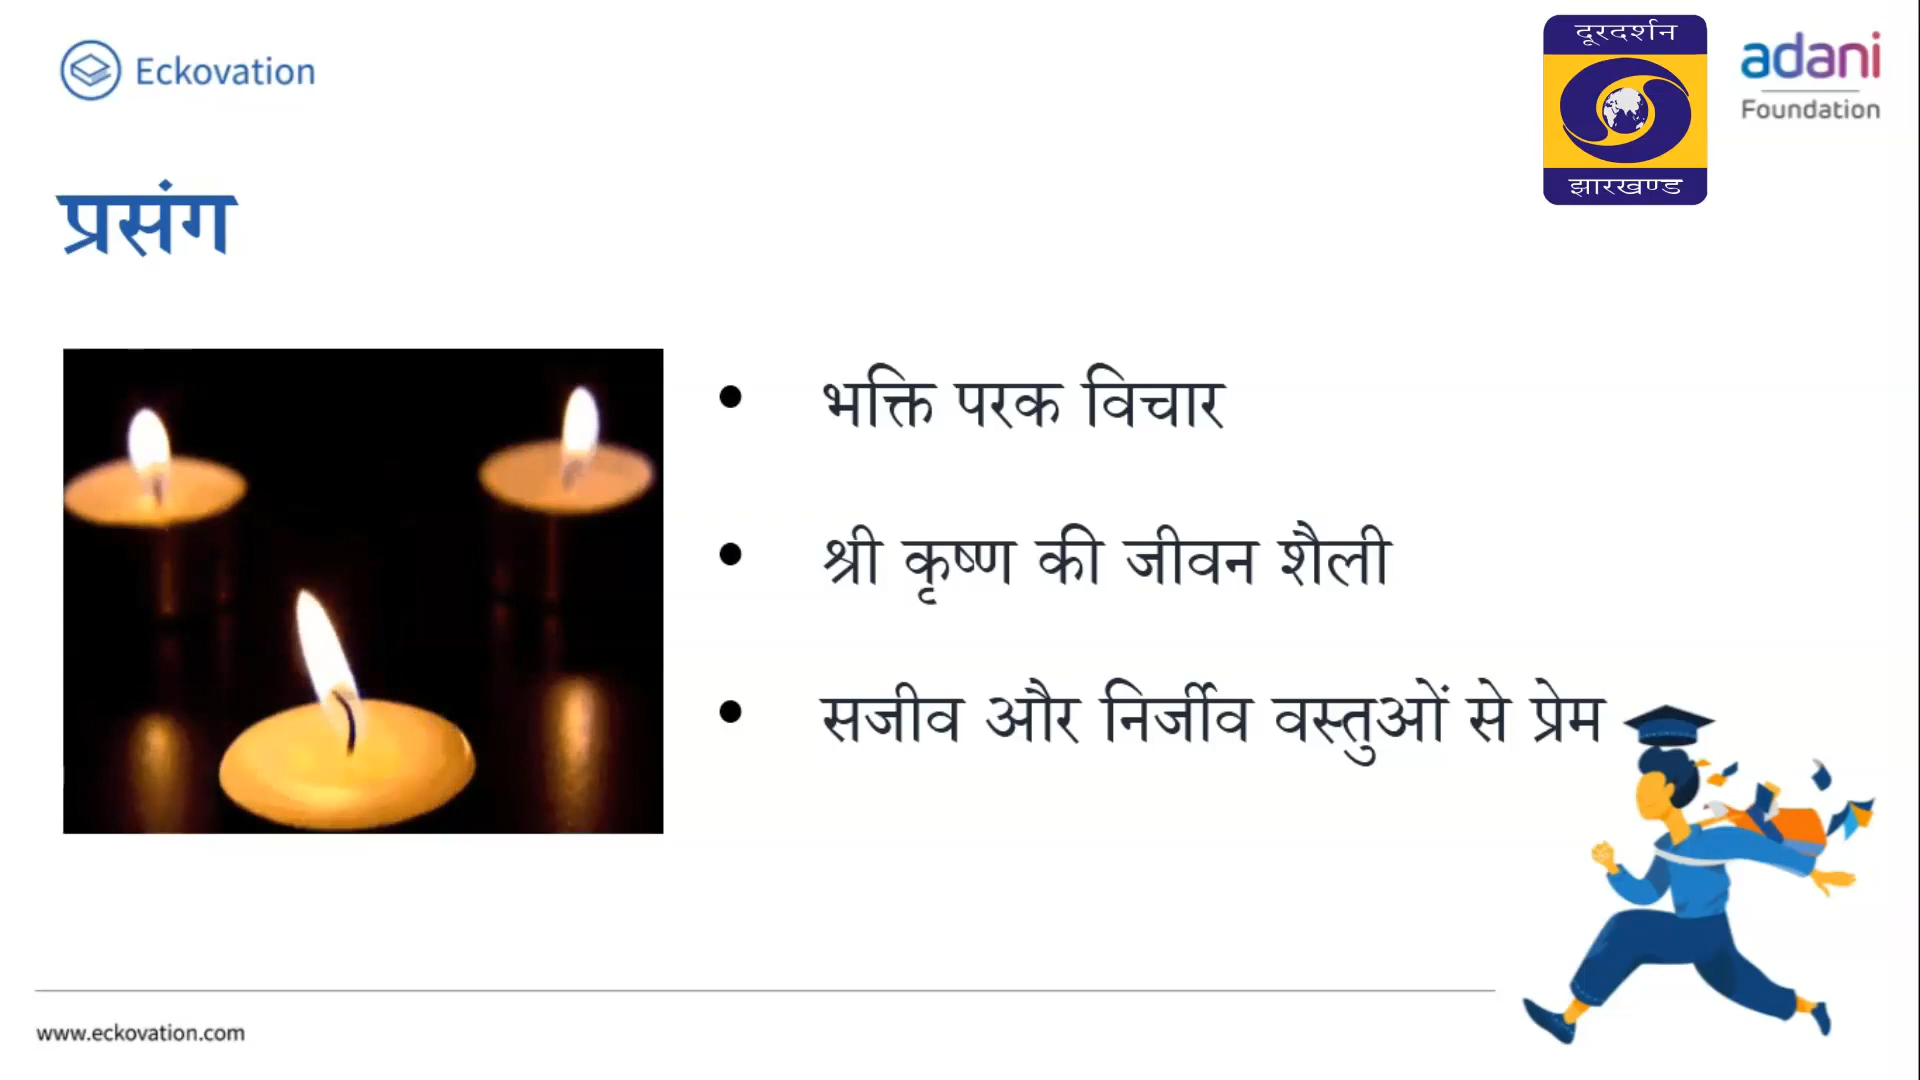 Eckovation
दूरदर्शन
झारखण्ड
adani
Foundation
प्रसंग
• भक्ति परक विचार
• श्री कृष्ण की जीवन शैली
• सजीव और निर्जीव वस्तुओं से प्रेम
www.eckovation.com